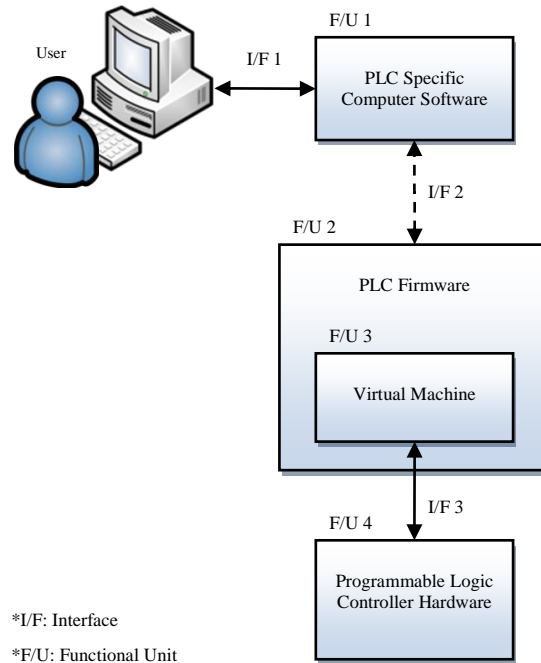 F/U 1
User
I/F 1
PLC Specific
Computer Software
I/F 2
F/U 2
PLC Firmware
F/U 3
Virtual Machine
I/F 3
F/U 4
Programmable Logic
Controller Hardware
*I/F: Interface
*F/U: Functional Unit